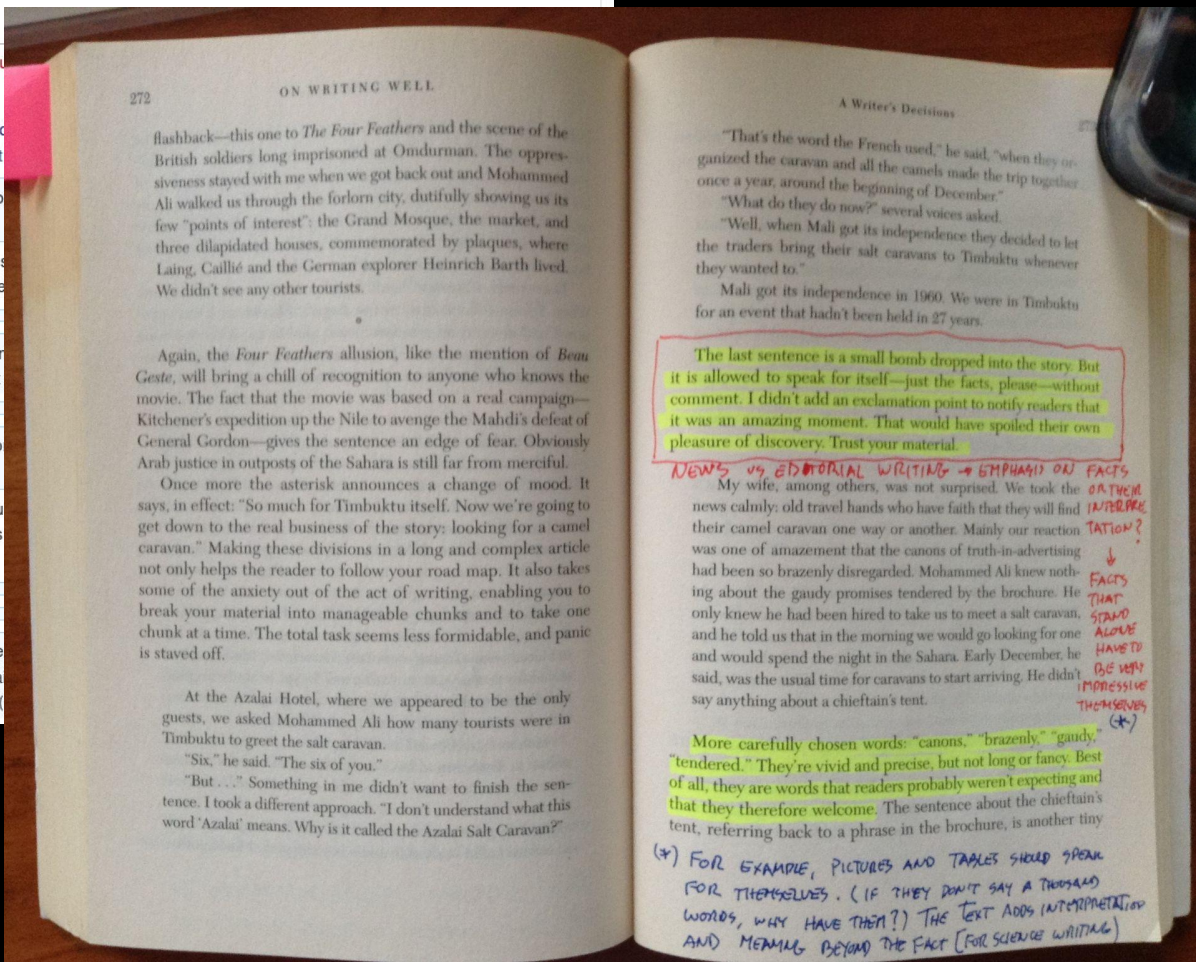 272
ON WRITING WELL
flashback—this one to The Four Feathers and the scene of the
British soldiers long imprisoned at Omdurman. The oppres-
siveness stayed with me when we got back out and Mohammed
Ali walked us through the forlorn city, dutifully showing us its
few "points of interest": the Grand Mosque, the market, and
three dilapidated houses, commemorated by plaques, where
Laing, Caillié and the German explorer Heinrich Barth lived.
We didn't see any other tourists.
Again, the Four Feathers allusion, like the mention of Beau
Geste, will bring a chill of recognition to anyone who knows the
movie. The fact that the movie was based on a real campaign—
Kitchener's expedition up the Nile to avenge the Mahdi's defeat of
General Gordon—gives the sentence an edge of fear. Obviously
Arab justice in outposts of the Sahara is still far from merciful.
Once more the asterisk announces a change of mood. It
says, in effect: "So much for Timbuktu itself. Now we're going to
get down to the real business of the story: looking for a camel
caravan." Making these divisions in a long and complex article
not only helps the reader to follow your road map. It also takes
some of the anxiety out of the act of writing, enabling you to
break your material into manageable chunks and to take one
chunk at a time. The total task seems less formidable, and panic
is staved off.
At the Azalai Hotel, where we appeared to be the only
guests, we asked Mohammed Ali how many tourists were in
Timbuktu to greet the salt caravan.
"Six," he said. "The six of you."
"But . . ." Something in me didn't want to finish the sen-
tence. I took a different approach. "I don't understand what this
word 'Azalai' means. Why is it called the Azalai Salt Caravan?"
A Writer's Decisions
"That's the word the French used," he said, "when they or-
ganized the caravan and all the camels made the trip together
once a year, around the beginning of December."
"What do they do now?" several voices asked.
"Well, when Mali got its independence they decided to let
the traders bring their salt caravans to Timbuktu whenever
they wanted to."
Mali got its independence in 1960. We were in Timbuktu
for an event that hadn't been held in 27 years.
The last sentence is a small bomb dropped into the story. But
it is allowed to speak for itself—just the facts, please—without
comment. I didn't add an exclamation point to notify readers that
it was an amazing moment. That would have spoiled their own
pleasure of discovery. Trust your material.
NEWS VS EDITORIAL WRITING → EMPHASIS ON FACTS
OR THEIR
INTERPRE
TATION?
↓
FACTS
THAT
STAND
ALONE
HAVE TO
BE VERY
IMPRESSIVE
THEMSELVES
(*)
My wife, among others, was not surprised. We took the
news calmly: old travel hands who have faith that they will find
their camel caravan one way or another. Mainly our reaction
was one of amazement that the canons of truth-in-advertising
had been so brazenly disregarded. Mohammed Ali knew noth-
ing about the gaudy promises tendered by the brochure. He
only knew he had been hired to take us to meet a salt caravan,
and he told us that in the morning we would go looking for one
and would spend the night in the Sahara. Early December, he
said, was the usual time for caravans to start arriving. He didn't
say anything about a chieftain's tent.
More carefully chosen words: "canons," "brazenly," "gaudy,"
"tendered." They're vivid and precise, but not long or fancy. Best
of all, they are words that readers probably weren't expecting and
that they therefore welcome. The sentence about the chieftain's
tent, referring back to a phrase in the brochure, is another tiny
(*) FOR EXAMPLE, PICTURES AND TABLES SHOULD SPEAK
FOR THEMSELVES. (IF THEY DON'T SAY A THOUSAND
WORDS, WHY HAVE THEM?) THE TEXT ADDS INTERPRETATION
AND MEANING BEYOND THE FACT [FOR SCIENCE WRITING)